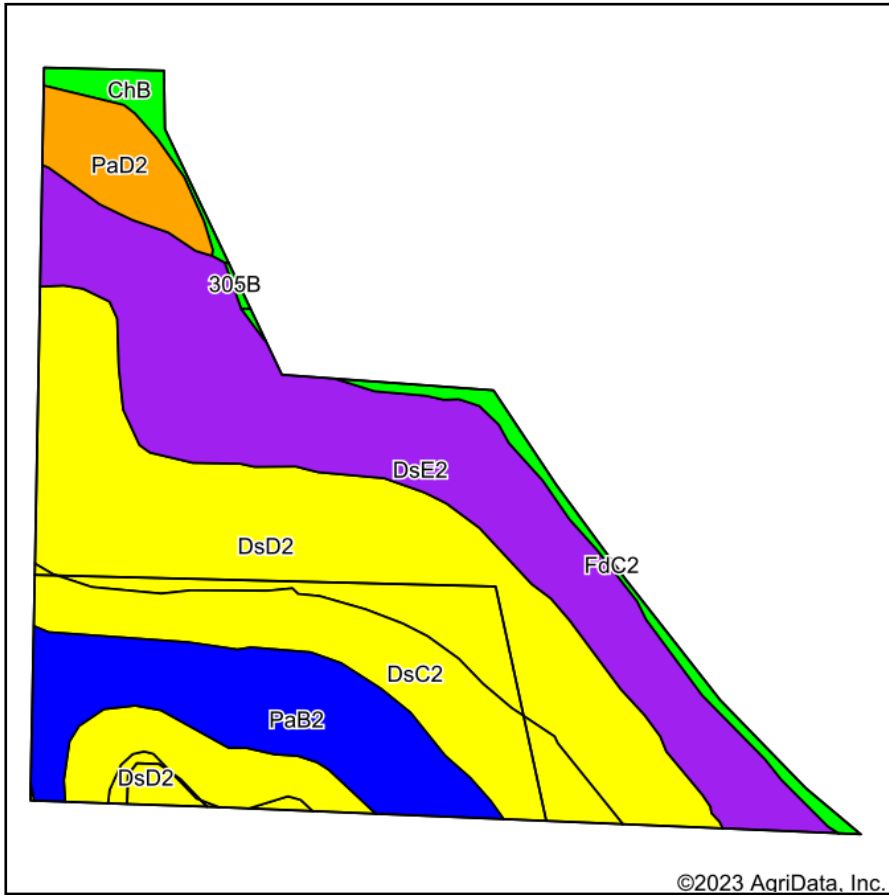 ChB
PaD2
305B
DsE2
DsD2
FdC2
DsC2
PaB2
DsD2
©2023 AgriData, Inc.